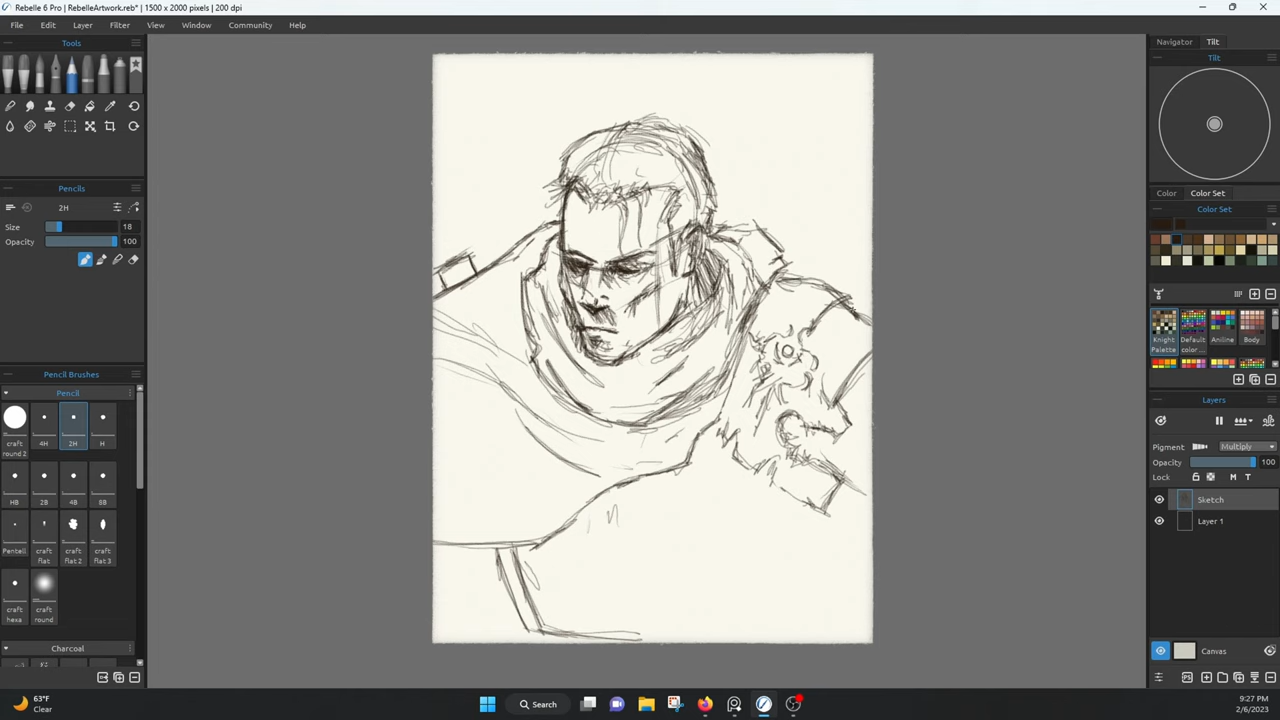 Rebelle 6 Pro | RebelleArtwork.reb* | 1500 x 2000 pixels | 200 dpi
File Edit Layer Filter View Window Community Help
Tools
Pencils
2H
Size 18
Opacity 100
Pencil Brushes
Pencil
craft round 2 4H 2H H
HB 2B 4B 8B
Pentell craft flat craft flat 2 craft flat 3
craft hexa craft round
Charcoal
Navigator Tilt
Tilt
Color Color Set
Color Set
Knight Palette Default color ... Aniline Body
Layers
Pigment Multiply
Opacity 100
Lock M T
Sketch
Layer 1
Canvas
PS
63°F
Clear
Search
9:27 PM
2/6/2023